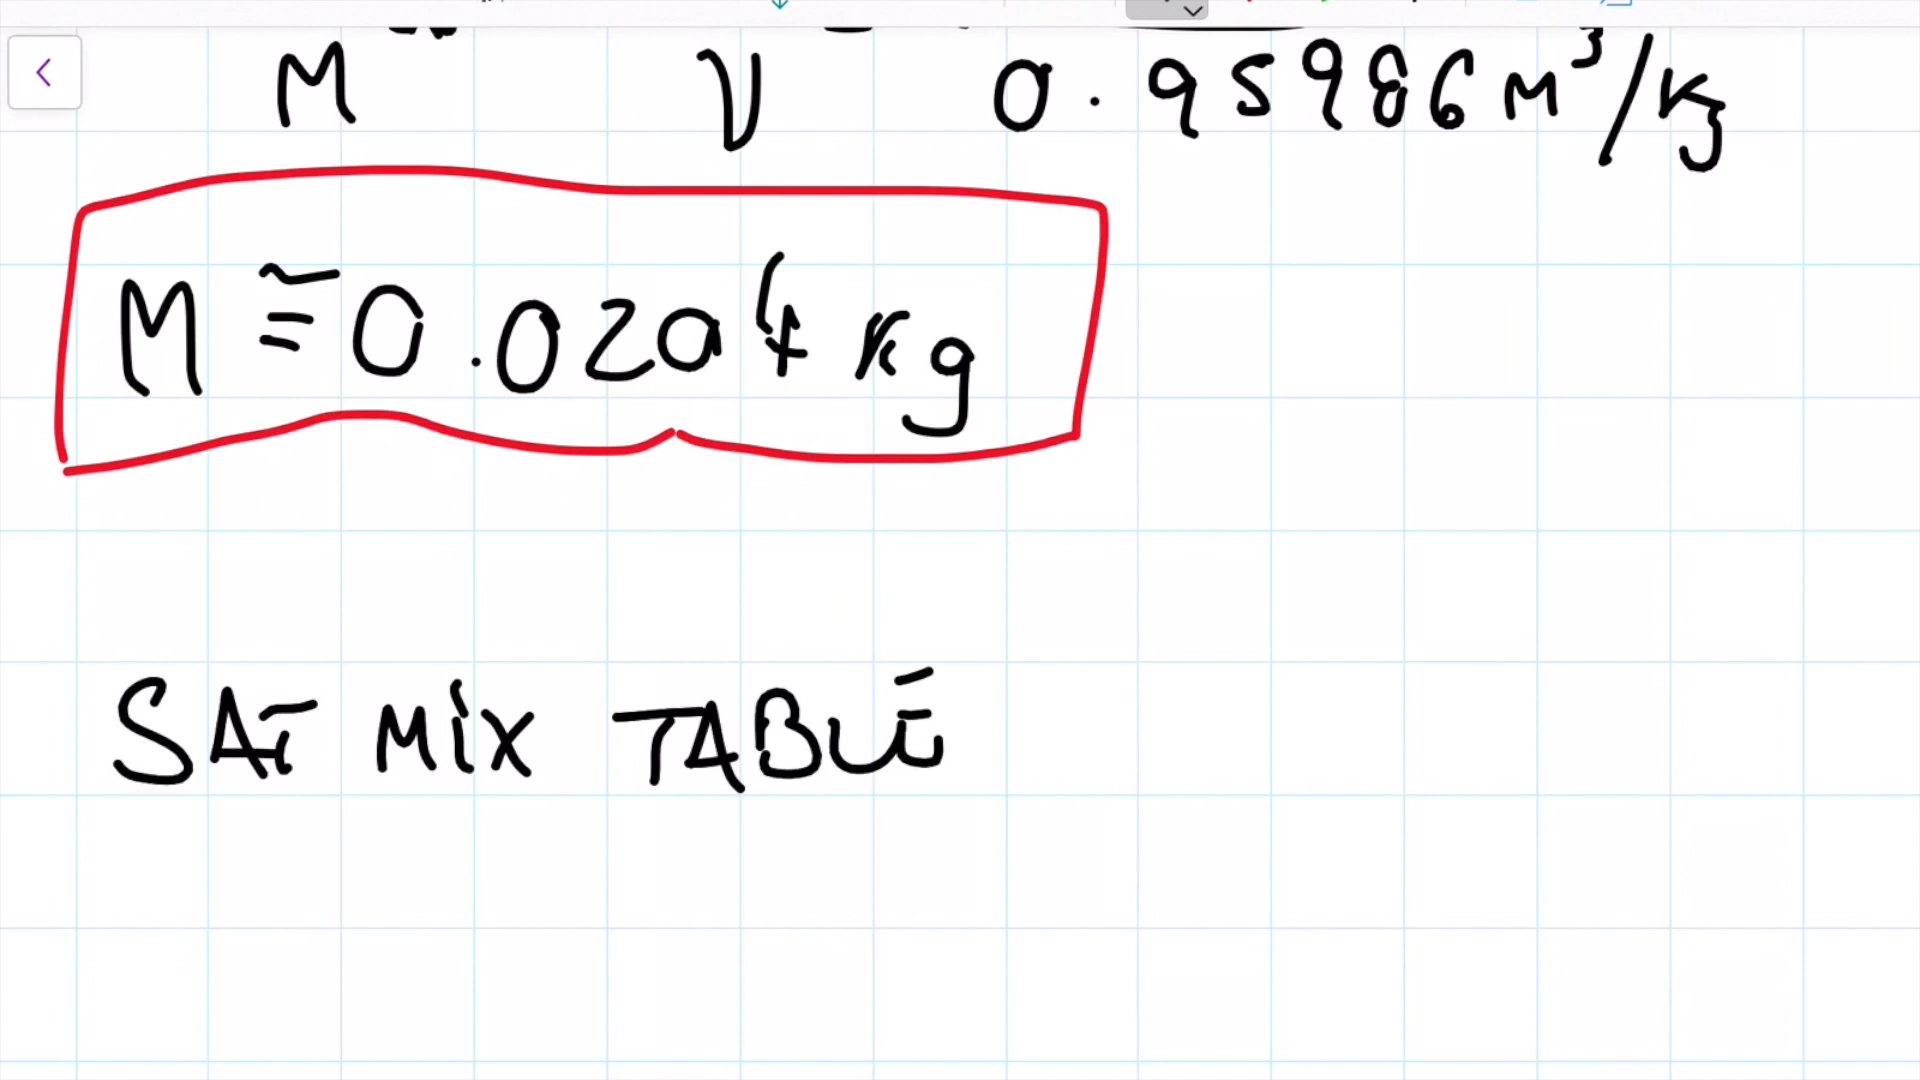 M V 0.95986 m³/kg
M ≅ 0.0204 kg
SAT MIX TABLE